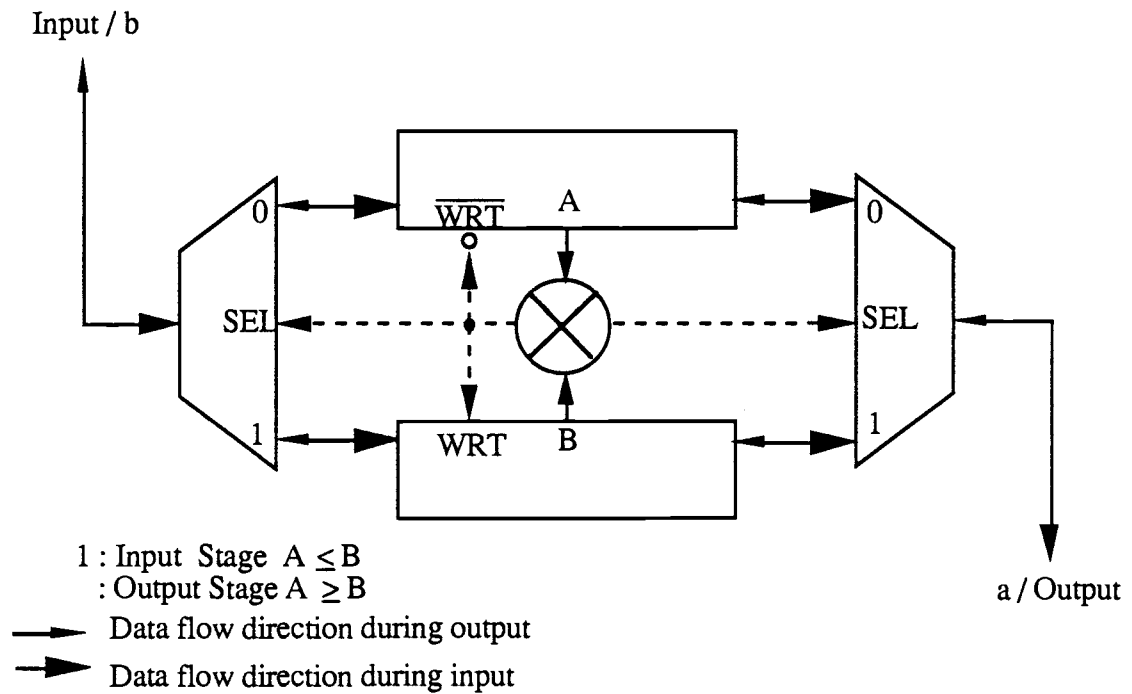 Input / b
0
WRT
A
0
SEL
SEL
1
WRT
B
1
1 : Input Stage A ≤ B
: Output Stage A ≥ B
a / Output
Data flow direction during output
Data flow direction during input